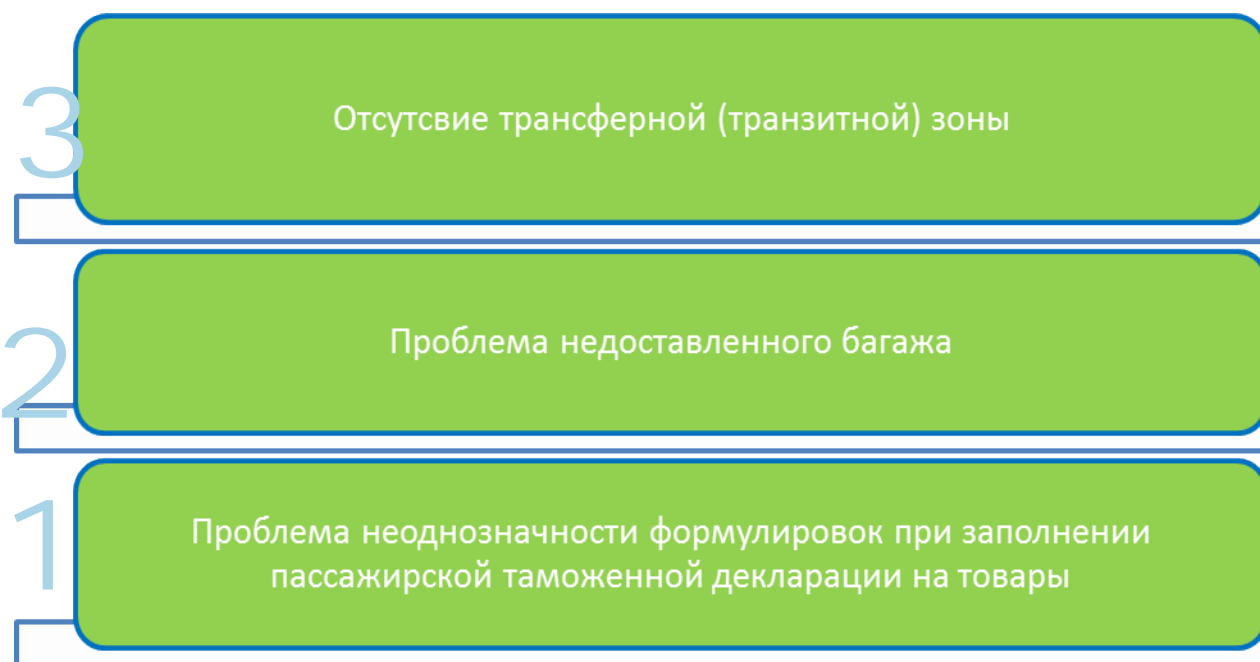 3
Отсутсвие трансферной (транзитной) зоны
2
Проблема недоставленного багажа
1
Проблема неоднозначности формулировок при заполнении
пассажирской таможенной декларации на товары